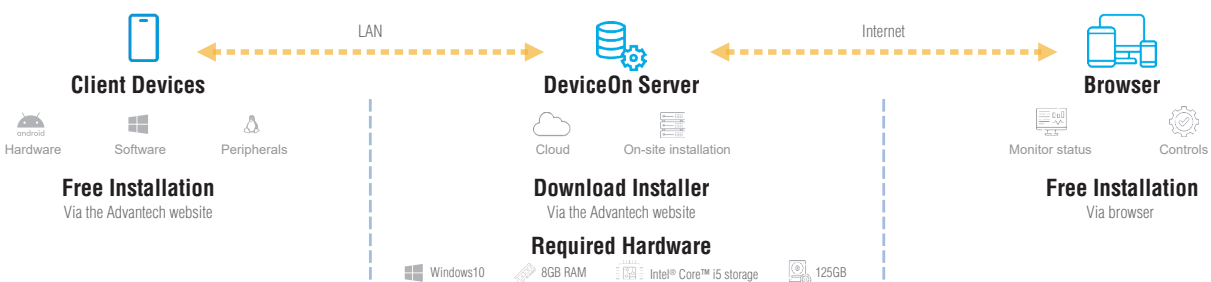 LAN
Internet
Client Devices
DeviceOn Server
Browser
android
Hardware
Software
Peripherals
Cloud
On-site installation
Monitor status
Controls
Free Installation
Via the Advantech website
Download Installer
Via the Advantech website
Free Installation
Via browser
Required Hardware
Windows10
8GB RAM
Intel® Core™ i5 storage
125GB